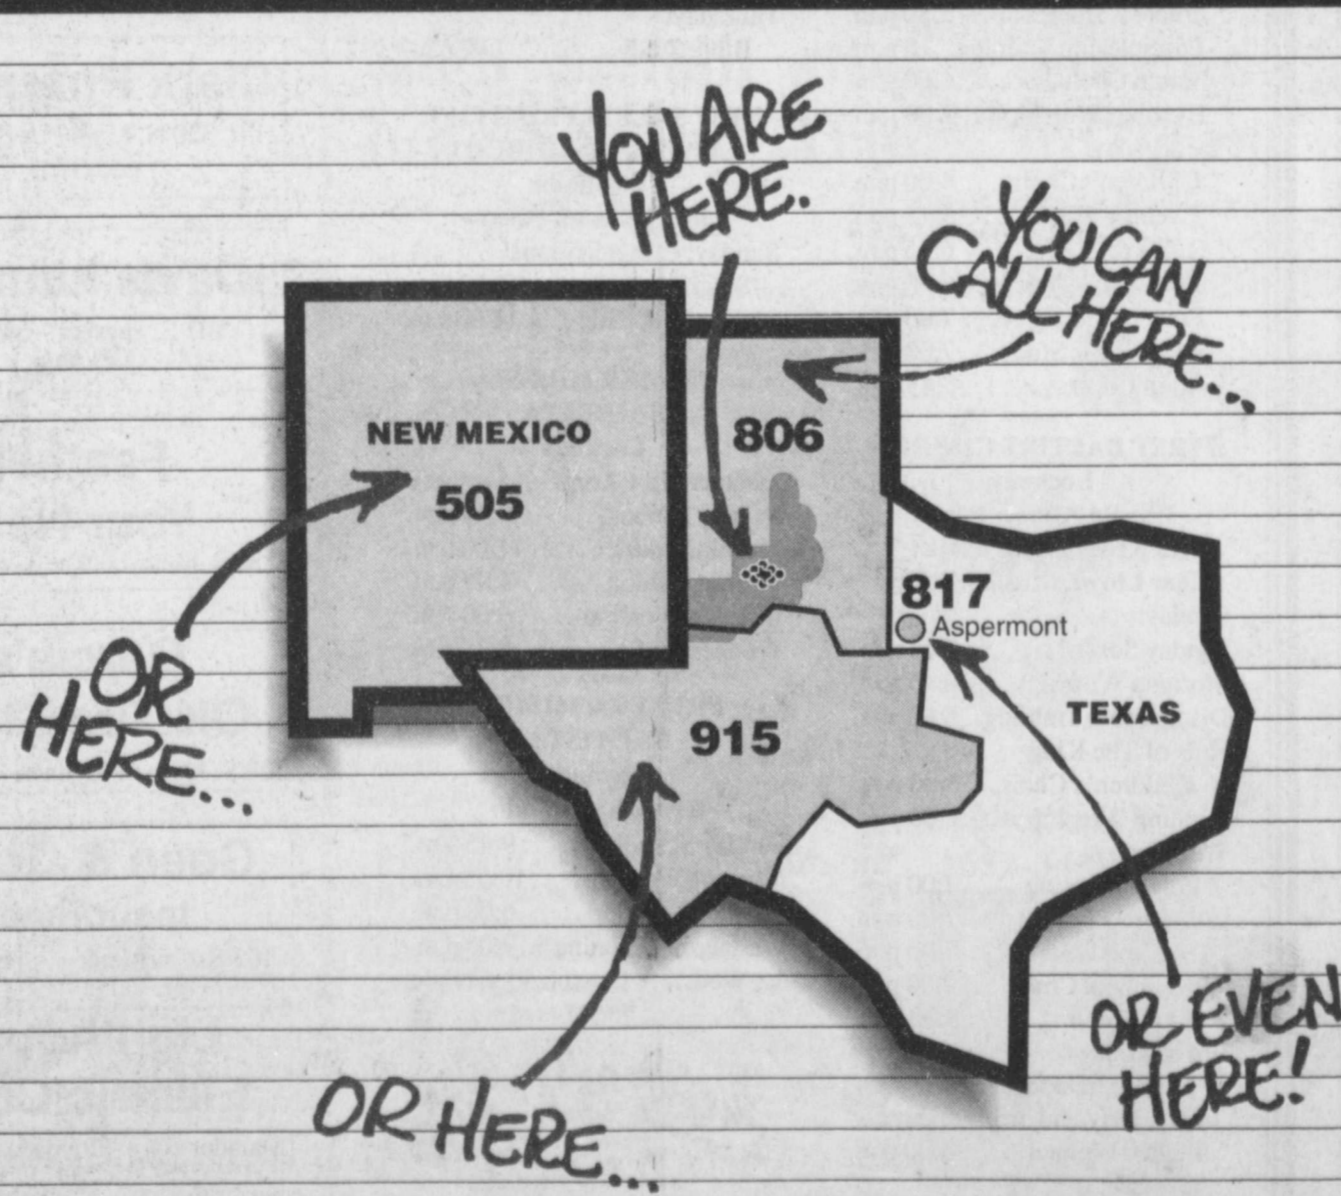 YOU ARE
HERE.
YOU CAN
CALL HERE...
NEW MEXICO
505
806
817
Aspermont
OR
HERE...
915
TEXAS
OR EVEN
HERE!
OR HERE...